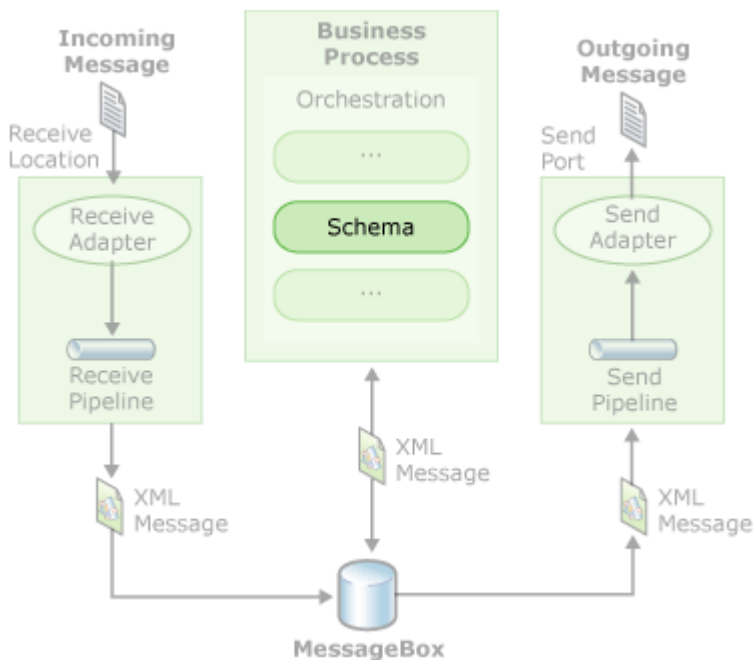 Incoming
Message
Receive
Location
Receive
Adapter
Receive
Pipeline
XML
Message
Business
Process
Orchestration
...
Schema
...
XML
Message
MessageBox
Outgoing
Message
Send
Port
Send
Adapter
Send
Pipeline
XML
Message